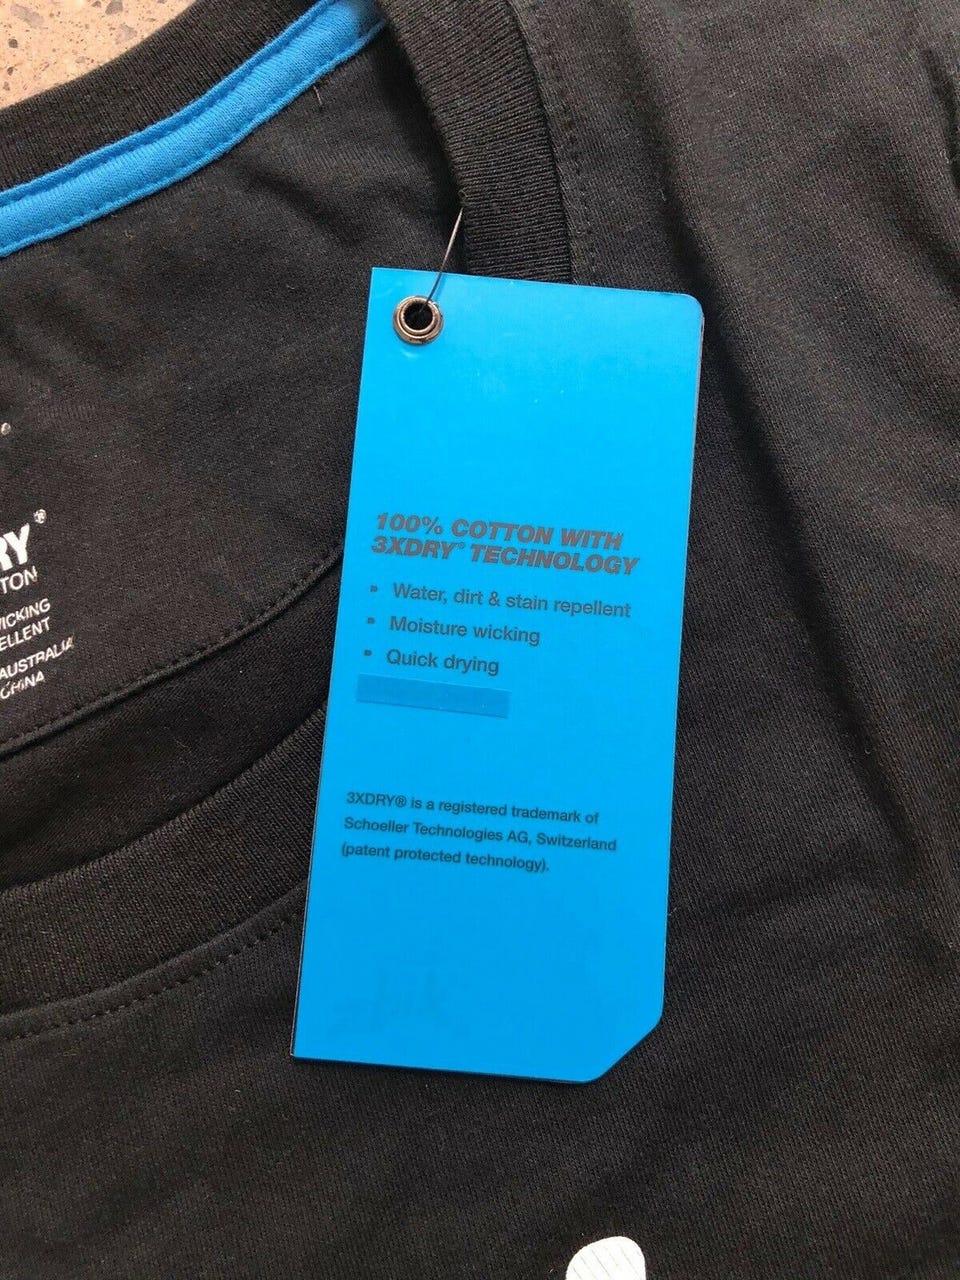 RY®
TON
ICKING
ELLENT
AUSTRALIA
CHINA
100% COTTON WITH
3XDRY® TECHNOLOGY
▪ Water, dirt & stain repellent
▪ Moisture wicking
▪ Quick drying
3XDRY® is a registered trademark of
Schoeller Technologies AG, Switzerland
(patent protected technology).